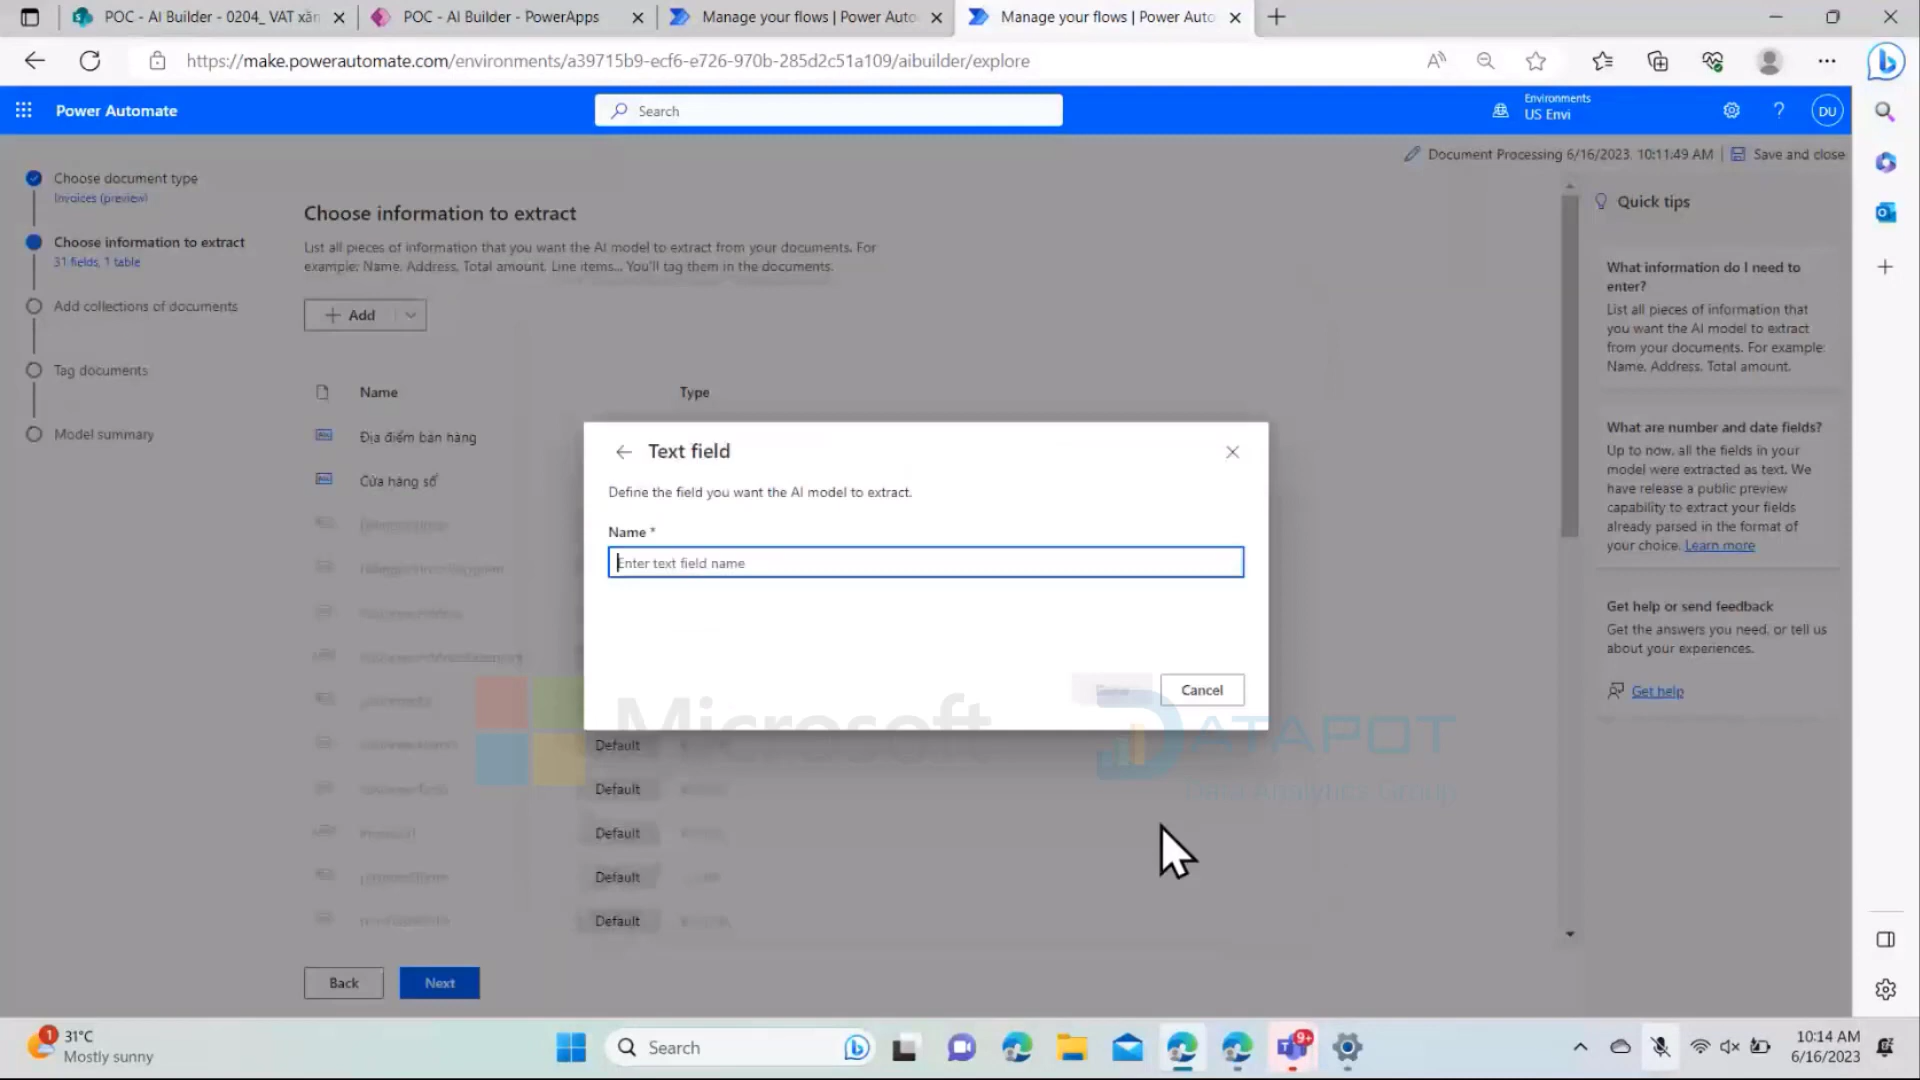 POC - AI Builder - 0204_ VAT xăn
POC - AI Builder - PowerApps
Manage your flows | Power Auto
Manage your flows | Power Auto
https://make.powerautomate.com/environments/a39715b9-ecf6-e726-970b-285d2c51a109/aibuilder/explore
Power Automate
Search
Environments
US Envi
DU
Document Processing 6/16/2023, 10:11:49 AM
Save and close
Choose document type
Invoices (preview)
Choose information to extract
31 fields, 1 table
Add collections of documents
Tag documents
Model summary
Choose information to extract
List all pieces of information that you want the AI model to extract from your documents. For
example: Name, Address, Total amount, Line items... You'll tag them in the documents.
Add
Name
Type
Địa điểm bán hàng
Cửa hàng số
Text field
Define the field you want the AI model to extract.
Name *
Enter text field name
Done
Cancel
Default
Default
Default
Default
Default
Back
Next
Microsoft
DATAPOT
Data Analytics Group
Quick tips
What information do I need to
enter?
List all pieces of information that
you want the AI model to extract
from your documents. For example:
Name, Address, Total amount.
What are number and date fields?
Up to now, all the fields in your
model were extracted as text. We
have release a public preview
capability to extract your fields
already parsed in the format of
your choice. Learn more
Get help or send feedback
Get the answers you need, or tell us
about your experiences.
Get help
1
31°C
Mostly sunny
Search
9+
10:14 AM
6/16/2023